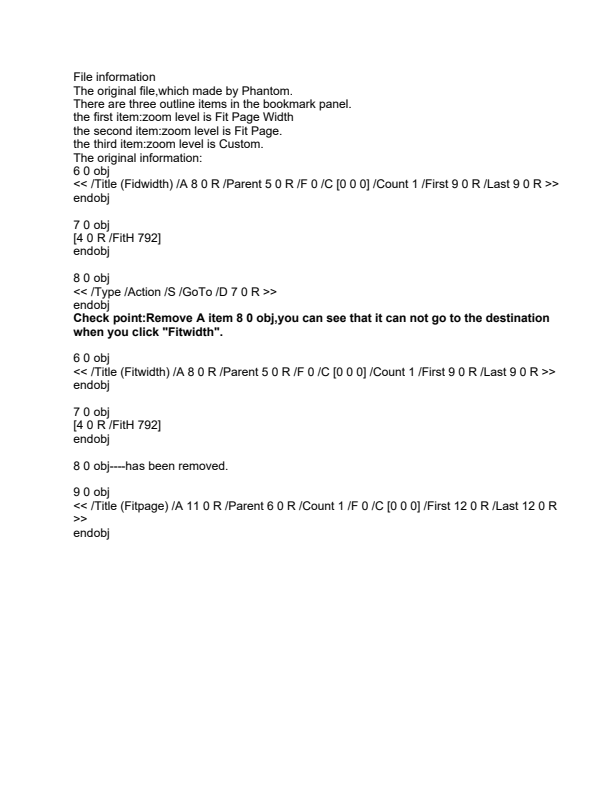 File information
The original file,which made by Phantom.
There are three outline items in the bookmark panel.
the first item:zoom level is Fit Page Width
the second item:zoom level is Fit Page.
the third item:zoom level is Custom.
The original information:
6 0 obj
<< /Title (Fidwidth) /A 8 0 R /Parent 5 0 R /F 0 /C [0 0 0] /Count 1 /First 9 0 R /Last 9 0 R >>
endobj
7 0 obj
[4 0 R /FitH 792]
endobj
8 0 obj
<< /Type /Action /S /GoTo /D 7 0 R >>
endobj
Check point:Remove A item 8 0 obj,you can see that it can not go to the destination
when you click "Fitwidth".
6 0 obj
<< /Title (Fitwidth) /A 8 0 R /Parent 5 0 R /F 0 /C [0 0 0] /Count 1 /First 9 0 R /Last 9 0 R >>
endobj
7 0 obj
[4 0 R /FitH 792]
endobj
8 0 obj----has been removed.
9 0 obj
<< /Title (Fitpage) /A 11 0 R /Parent 6 0 R /Count 1 /F 0 /C [0 0 0] /First 12 0 R /Last 12 0 R
>>
endobj